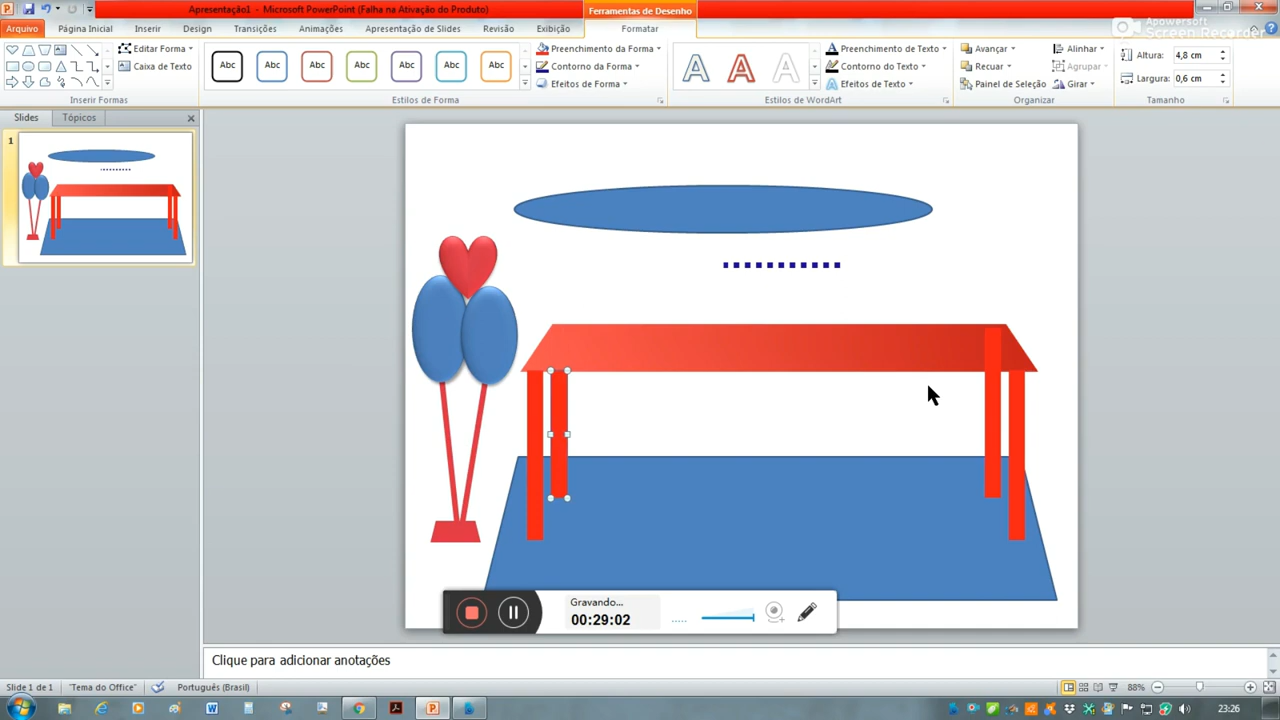 Apresentação1 - Microsoft PowerPoint (Falha na Ativação do Produto)
Ferramentas de Desenho
Arquivo
Página Inicial
Inserir
Design
Transições
Animações
Apresentação de Slides
Revisão
Exibição
Formatar
Apowersoft
Screen Recorder
Editar Forma
Caixa de Texto
Inserir Formas
Abc Abc Abc Abc Abc Abc Abc
Estilos de Forma
Preenchimento da Forma
Contorno da Forma
Efeitos de Forma
A A A
Estilos de WordArt
Preenchimento de Texto
Contorno do Texto
Efeitos de Texto
Avançar
Recuar
Painel de Seleção
Alinhar
Agrupar
Girar
Organizar
Altura: 4,8 cm
Largura: 0,6 cm
Tamanho
Slides
Tópicos
1
Gravando...
00:29:02
Clique para adicionar anotações
Slide 1 de 1
"Tema do Office"
Português (Brasil)
88%
23:26